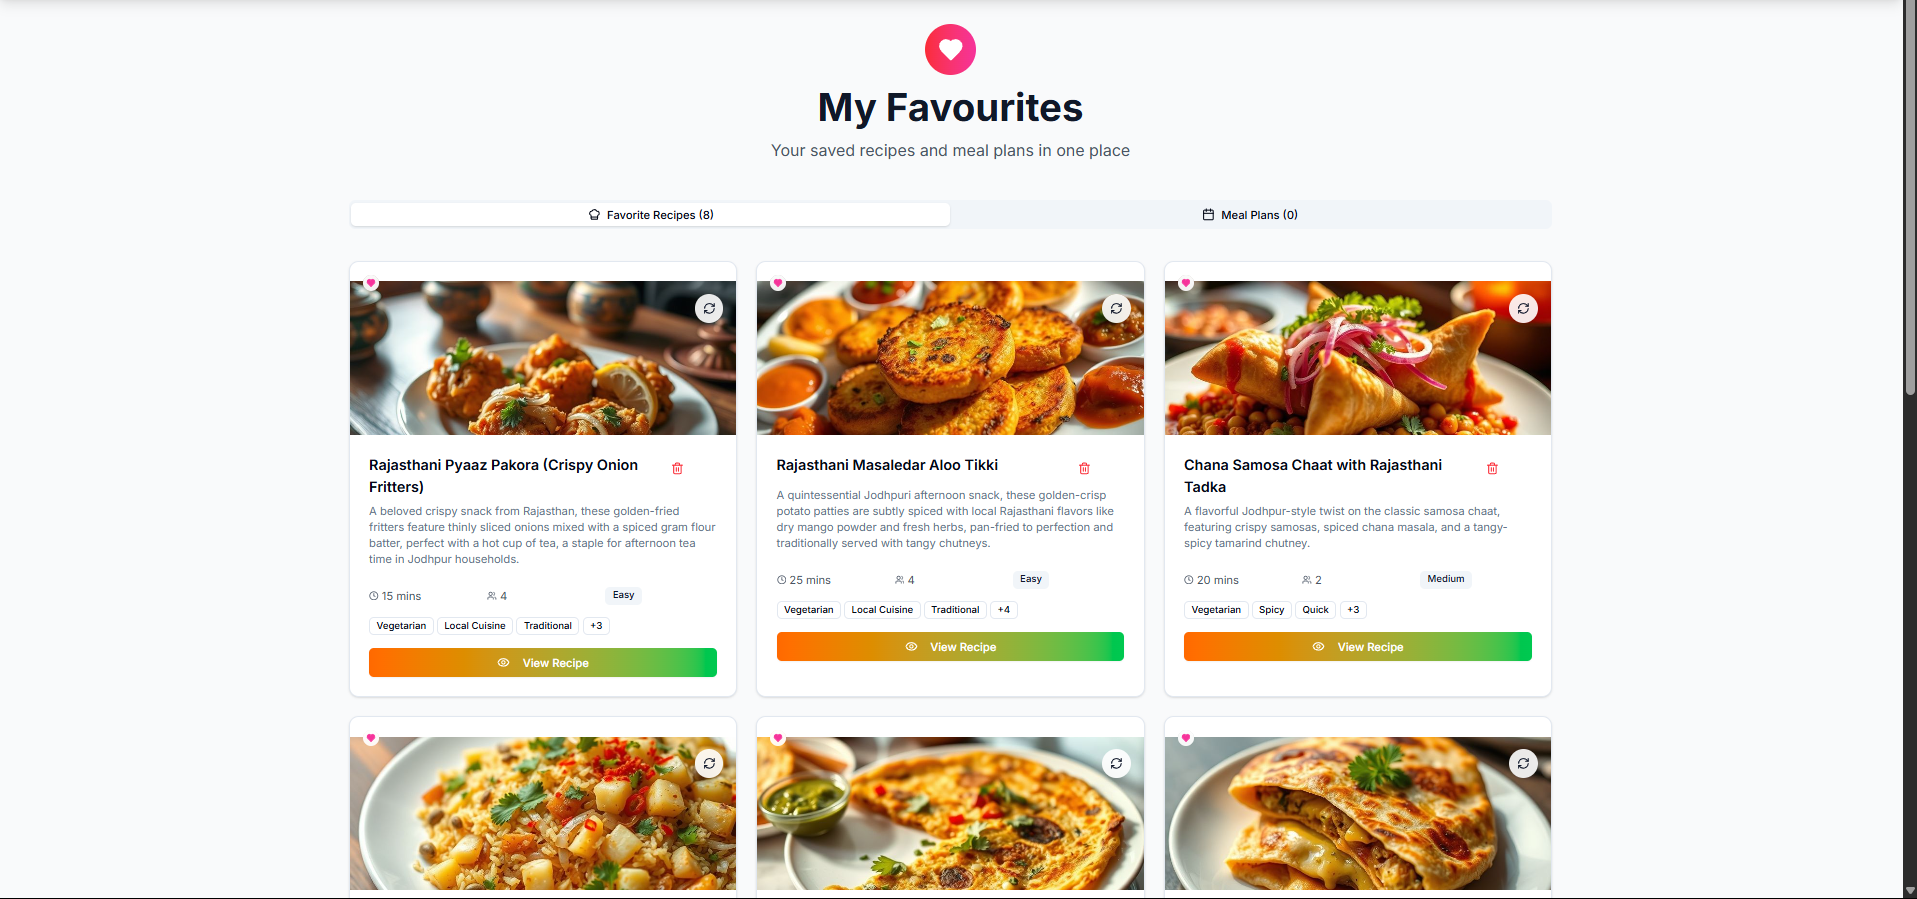 My Favourites
Your saved recipes and meal plans in one place
Favorite Recipes (8)
Meal Plans (0)
Rajasthani Pyaaz Pakora (Crispy Onion
Fritters)
A beloved crispy snack from Rajasthan, these golden-fried
fritters feature thinly sliced onions mixed with a spiced gram flour
batter, perfect with a hot cup of tea, a staple for afternoon tea
time in Jodhpur households.
15 mins
4
Easy
Vegetarian
Local Cuisine
Traditional
+3
View Recipe
Rajasthani Masaledar Aloo Tikki
A quintessential Jodhpuri afternoon snack, these golden-crisp
potato patties are subtly spiced with local Rajasthani flavors like
dry mango powder and fresh herbs, pan-fried to perfection and
traditionally served with tangy chutneys.
25 mins
4
Easy
Vegetarian
Local Cuisine
Traditional
+4
View Recipe
Chana Samosa Chaat with Rajasthani
Tadka
A flavorful Jodhpur-style twist on the classic samosa chaat,
featuring crispy samosas, spiced chana masala, and a tangy-
spicy tamarind chutney.
20 mins
2
Medium
Vegetarian
Spicy
Quick
+3
View Recipe